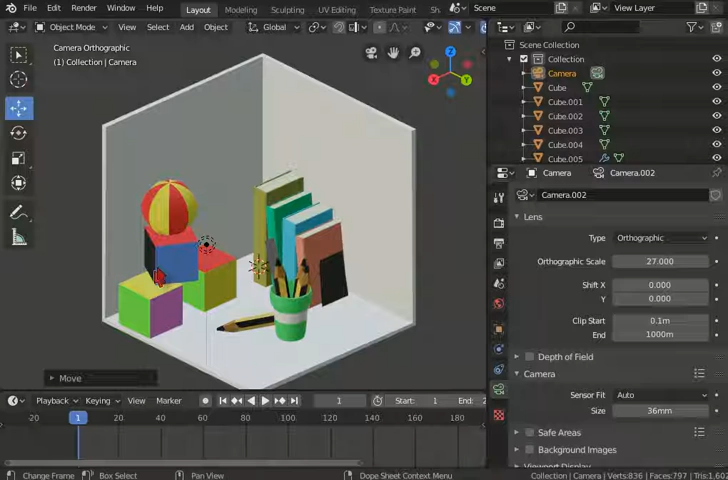 File Edit Render Window Help Layout Modeling Sculpting UV Editing Texture Paint Sh. Scene View Layer
Object Mode View Select Add Object Global
Camera Orthographic
(1) Collection | Camera
X Y Z
Move
Scene Collection
Collection
Camera
Cube
Cube.001
Cube.002
Cube.003
Cube.004
Cube.005
Camera Camera.002
Camera.002
Lens
Type Orthographic
Orthographic Scale 27.000
Shift X 0.000
Y 0.000
Clip Start 0.1m
End 1000m
Depth of Field
Camera
Sensor Fit Auto
Size 36mm
Safe Areas
Background Images
Viewport Display
Playback Keying View Marker 1 Start: 1 End: 2
-20 1 20 40 60 80 100 120 140 160 180
Change Frame Box Select Pan View Dope Sheet Context Menu Collection | Camera | Verts:836 | Faces:797 | Tris:1,60